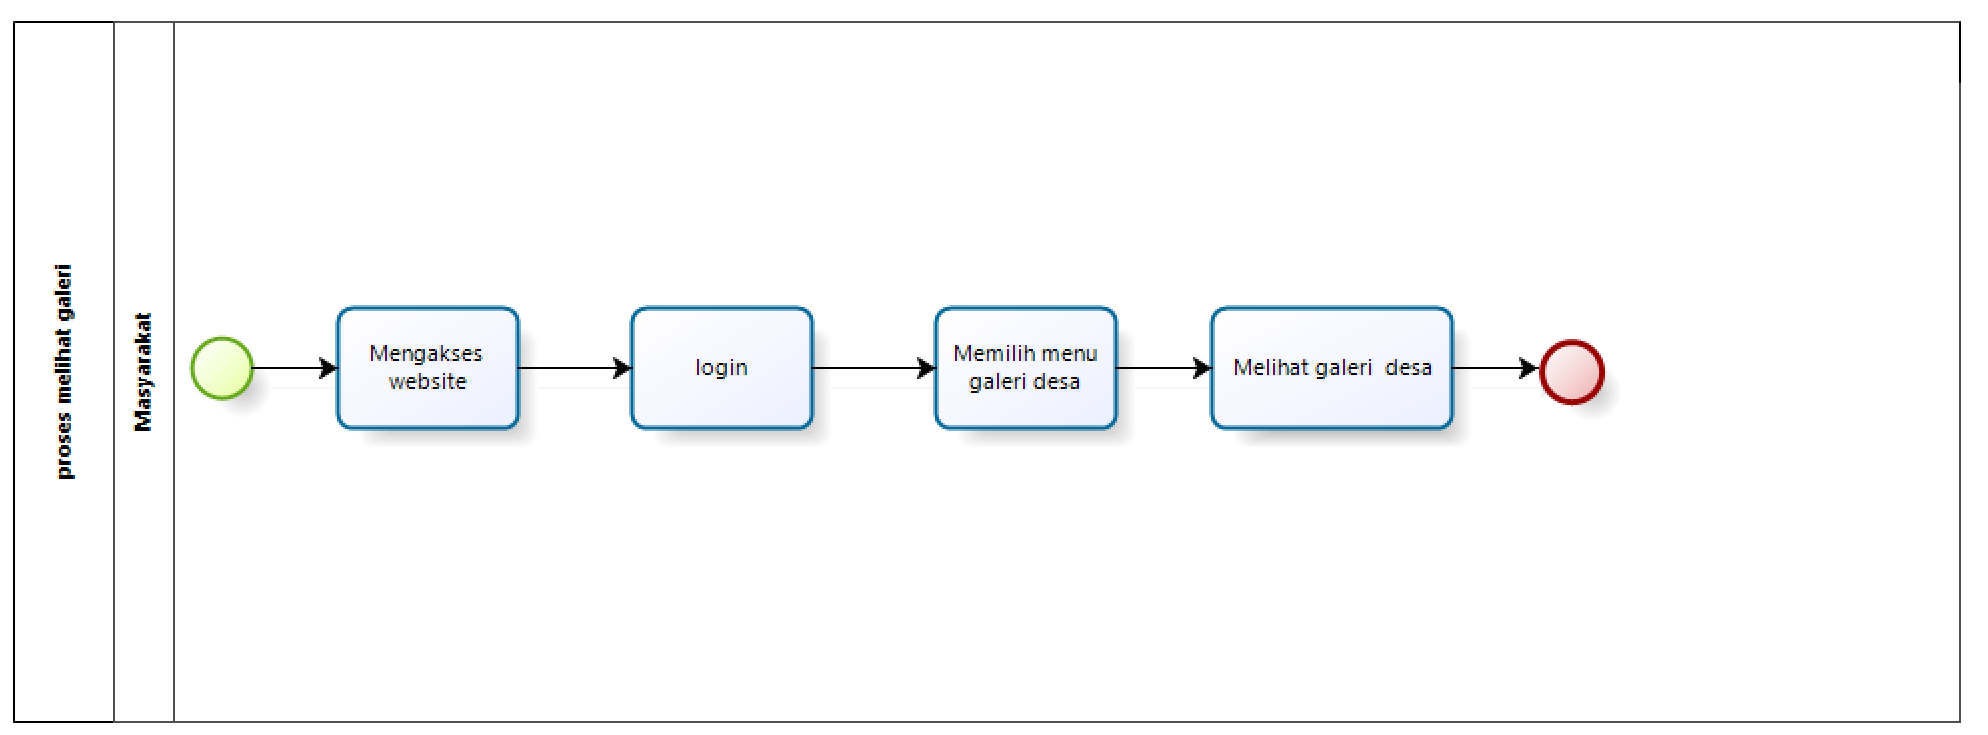 proses melihat galeri
Masyarakat
Mengakses
website
login
Memilih menu
galeri desa
Melihat galeri desa